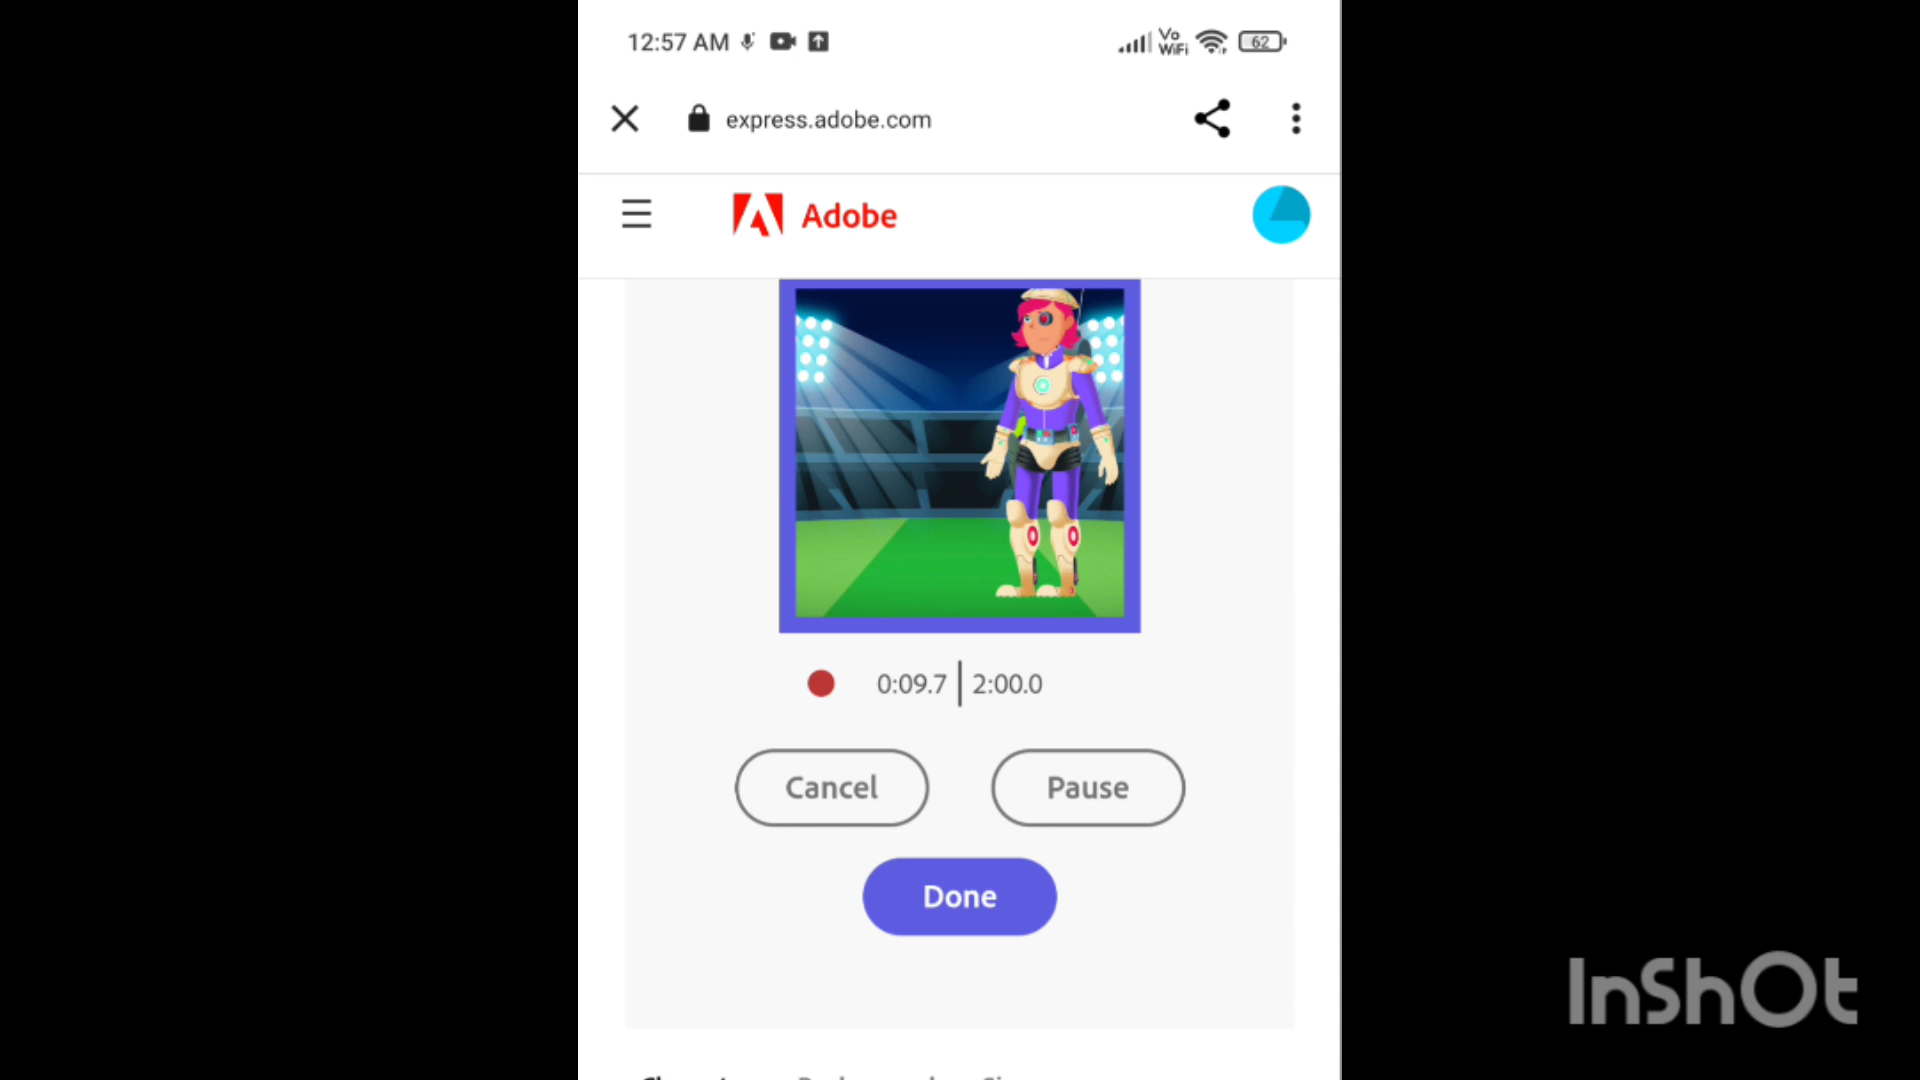 12:57 AM
Vo
WiFi
62
express.adobe.com
Adobe
0:09.7
2:00.0
Cancel
Pause
Done
InShOt